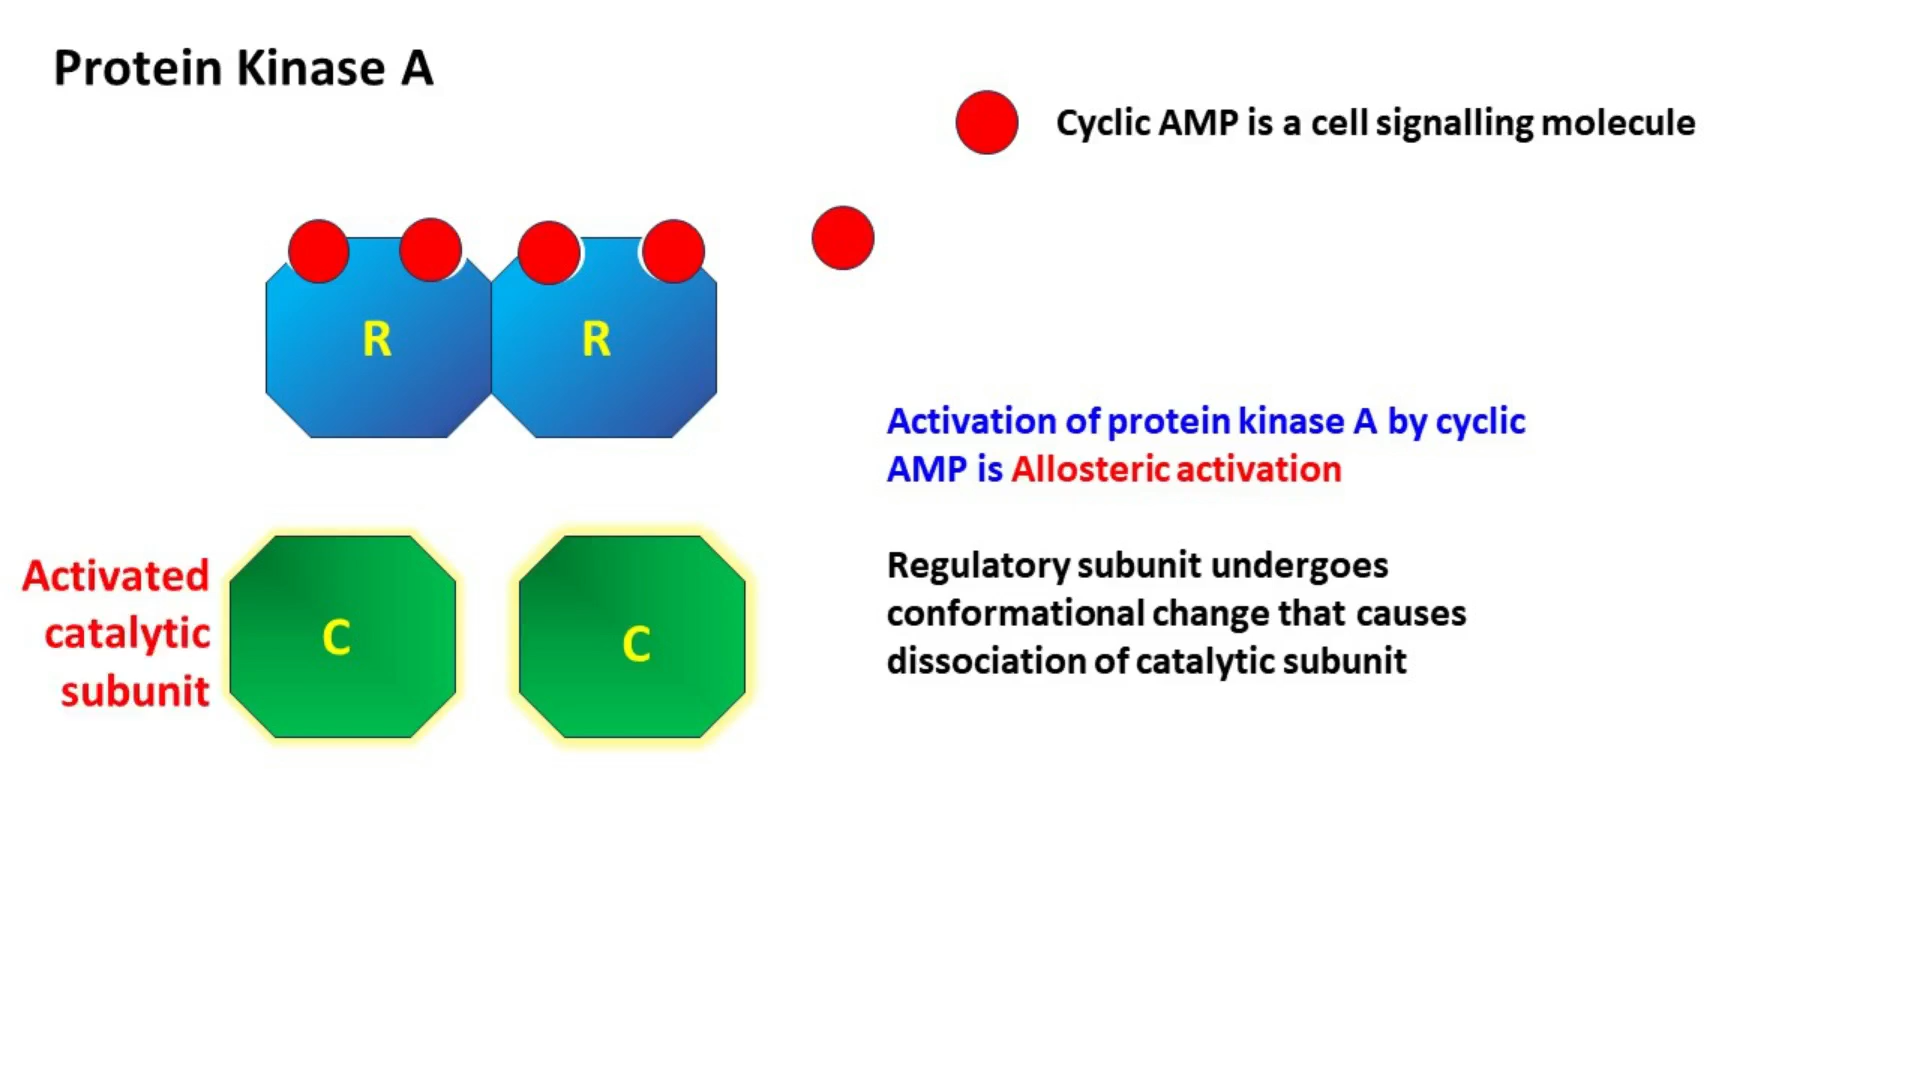 Protein Kinase A
Cyclic AMP is a cell signalling molecule
R
R
Activation of protein kinase A by cyclic
AMP is Allosteric activation
Activated
catalytic
subunit
C
C
Regulatory subunit undergoes
conformational change that causes
dissociation of catalytic subunit